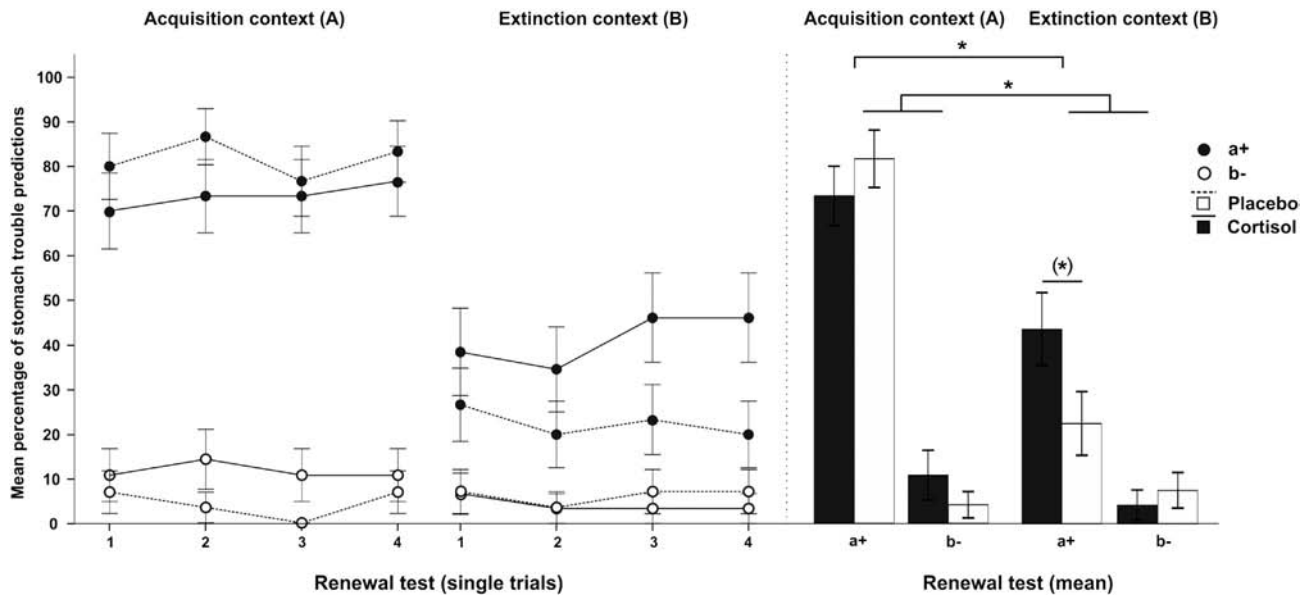 Acquisition context (A)
Extinction context (B)
Acquisition context (A)
Extinction context (B)
Mean percentage of stomach trouble predictions
100
90
80
70
60
50
40
30
20
10
0
1
2
3
4
1
2
3
4
Renewal test (single trials)
*
*
(*)
a+
b-
a+
b-
Renewal test (mean)
a+
b-
Placebo
Cortisol